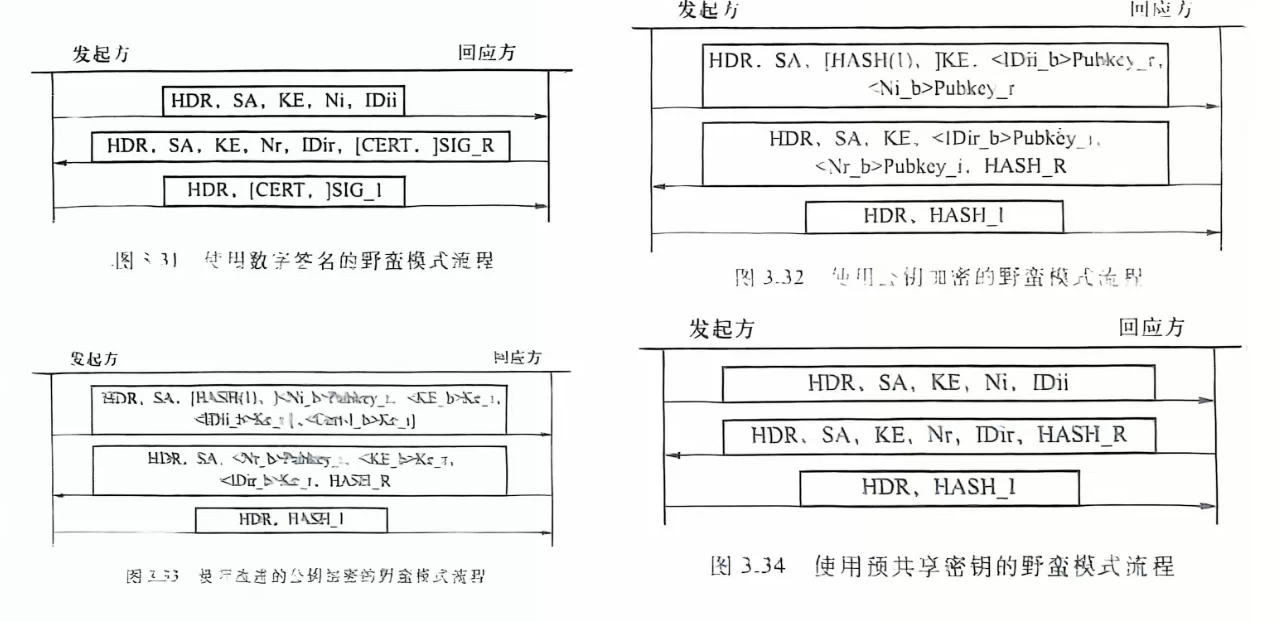 发起方 回应方
HDR, SA, KE, Ni, IDii
HDR, SA, KE, Nr, IDir, [CERT, ]SIG_R
HDR, [CERT, ]SIG_I
图 3.31 使用数字签名的野蛮模式流程
发起方 回应方
HDR, SA, [HASH(1), ]KE, <IDii_b>Pubkey_r,
<Ni_b>Pubkey_r
HDR, SA, KE, <IDir_b>Pubkey_i,
<Nr_b>Pubkey_i, HASH_R
HDR, HASH_I
图 3.32 使用公钥加密的野蛮模式流程
发起方 回应方
HDR, SA, [HASH(1), ]<Ni_b>Pubkey_r, <KE_b>Ke_i,
<IDii_b>Ke_i [, <Cert-I_b>Ke_i]
HDR, SA, <Nr_b>Pubkey_i, <KE_b>Ke_r,
<IDir_b>Ke_r, HASH_R
HDR, HASH_I
图 3.33 使用改进的公钥加密的野蛮模式流程
发起方 回应方
HDR, SA, KE, Ni, IDii
HDR, SA, KE, Nr, IDir, HASH_R
HDR, HASH_I
图 3.34 使用预共享密钥的野蛮模式流程